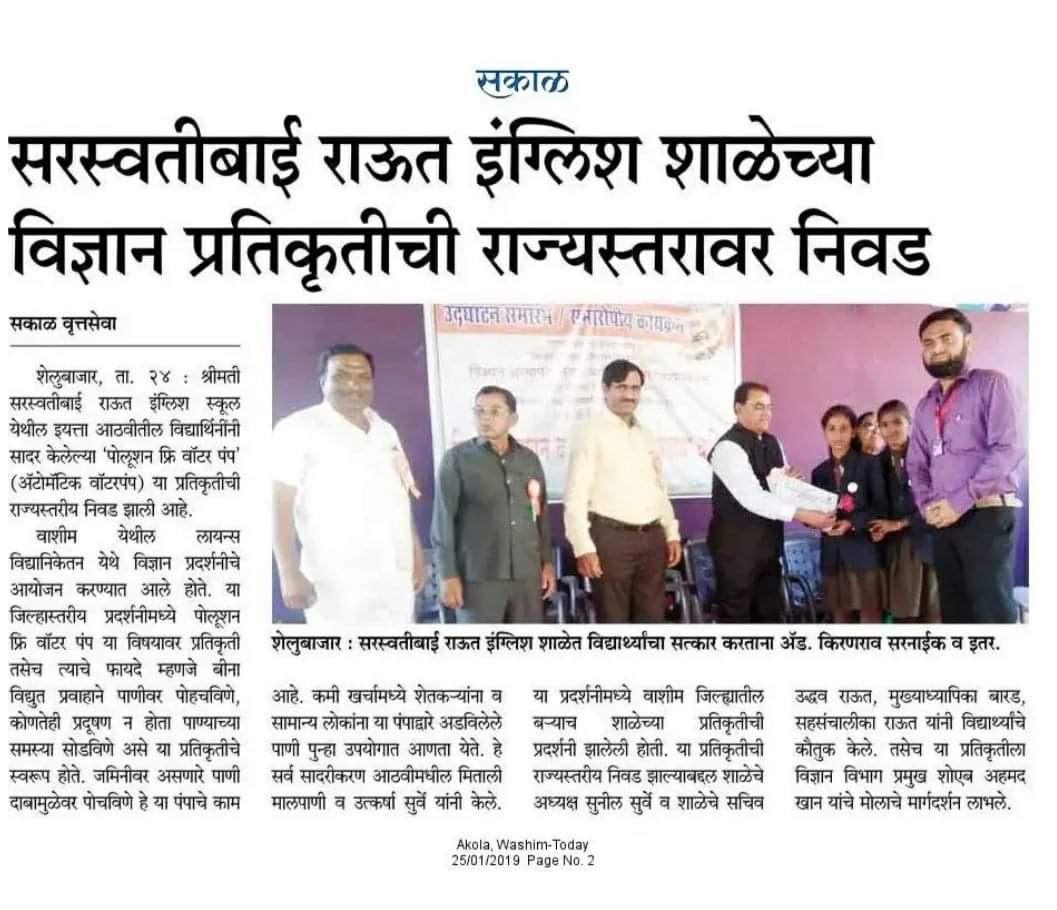 सकाळ
सरस्वतीबाई राऊत इंग्लिश शाळेच्या
विज्ञान प्रतिकृतीची राज्यस्तरावर निवड
सकाळ वृत्तसेवा
शेलुबाजार, ता. २४ : श्रीमती
सरस्वतीबाई राऊत इंग्लिश स्कूल
येथील इयत्ता आठवीतील विद्यार्थिनींनी
सादर केलेल्या ‘पोलूशन फ्रि वॉटर पंप’
(अ‍ॅटोमॅटिक वॉटरपंप) या प्रतिकृतीची
राज्यस्तरीय निवड झाली आहे.
वाशीम येथील लायन्स
विद्यानिकेतन येथे विज्ञान प्रदर्शनीचे
आयोजन करण्यात आले होते. या
जिल्हास्तरीय प्रदर्शनीमध्ये पोलूशन
फ्रि वॉटर पंप या विषयावर प्रतिकृती
तसेच त्याचे फायदे म्हणजे बीना
विद्युत प्रवाहाने पाणीवर पोहचविणे,
कोणतेही प्रदूषण न होता पाण्याच्या
समस्या सोडविणे असे या प्रतिकृतीचे
स्वरूप होते. जमिनीवर असणारे पाणी
दाबामुळेवर पोचविणे हे या पंपाचे काम
उद्घाटन समारंभ / कार्यक्रम
शेलुबाजार : सरस्वतीबाई राऊत इंग्लिश शाळेत विद्यार्थ्यांचा सत्कार करताना अ‍ॅड. किरणराव सरनाईक व इतर.
आहे. कमी खर्चामध्ये शेतकऱ्यांना व
सामान्य लोकांना या पंपाद्वारे अडविलेले
पाणी पुन्हा उपयोगात आणता येते. हे
सर्व सादरीकरण आठवीमधील मिताली
मालपाणी व उत्कर्षा सुर्वे यांनी केले.
या प्रदर्शनीमध्ये वाशीम जिल्ह्यातील
बऱ्याच शाळेच्या प्रतिकृतीची
प्रदर्शनी झालेली होती. या प्रतिकृतीची
राज्यस्तरीय निवड झाल्याबद्दल शाळेचे
अध्यक्ष सुनील सुर्वे व शाळेचे सचिव
उद्धव राऊत, मुख्याध्यापिका बारड,
सहसंचालीका राऊत यांनी विद्यार्थ्यांचे
कौतुक केले. तसेच या प्रतिकृतीला
विज्ञान विभाग प्रमुख शोएब अहमद
खान यांचे मोलाचे मार्गदर्शन लाभले.
Akola, Washim-Today
25/01/2019 Page No. 2